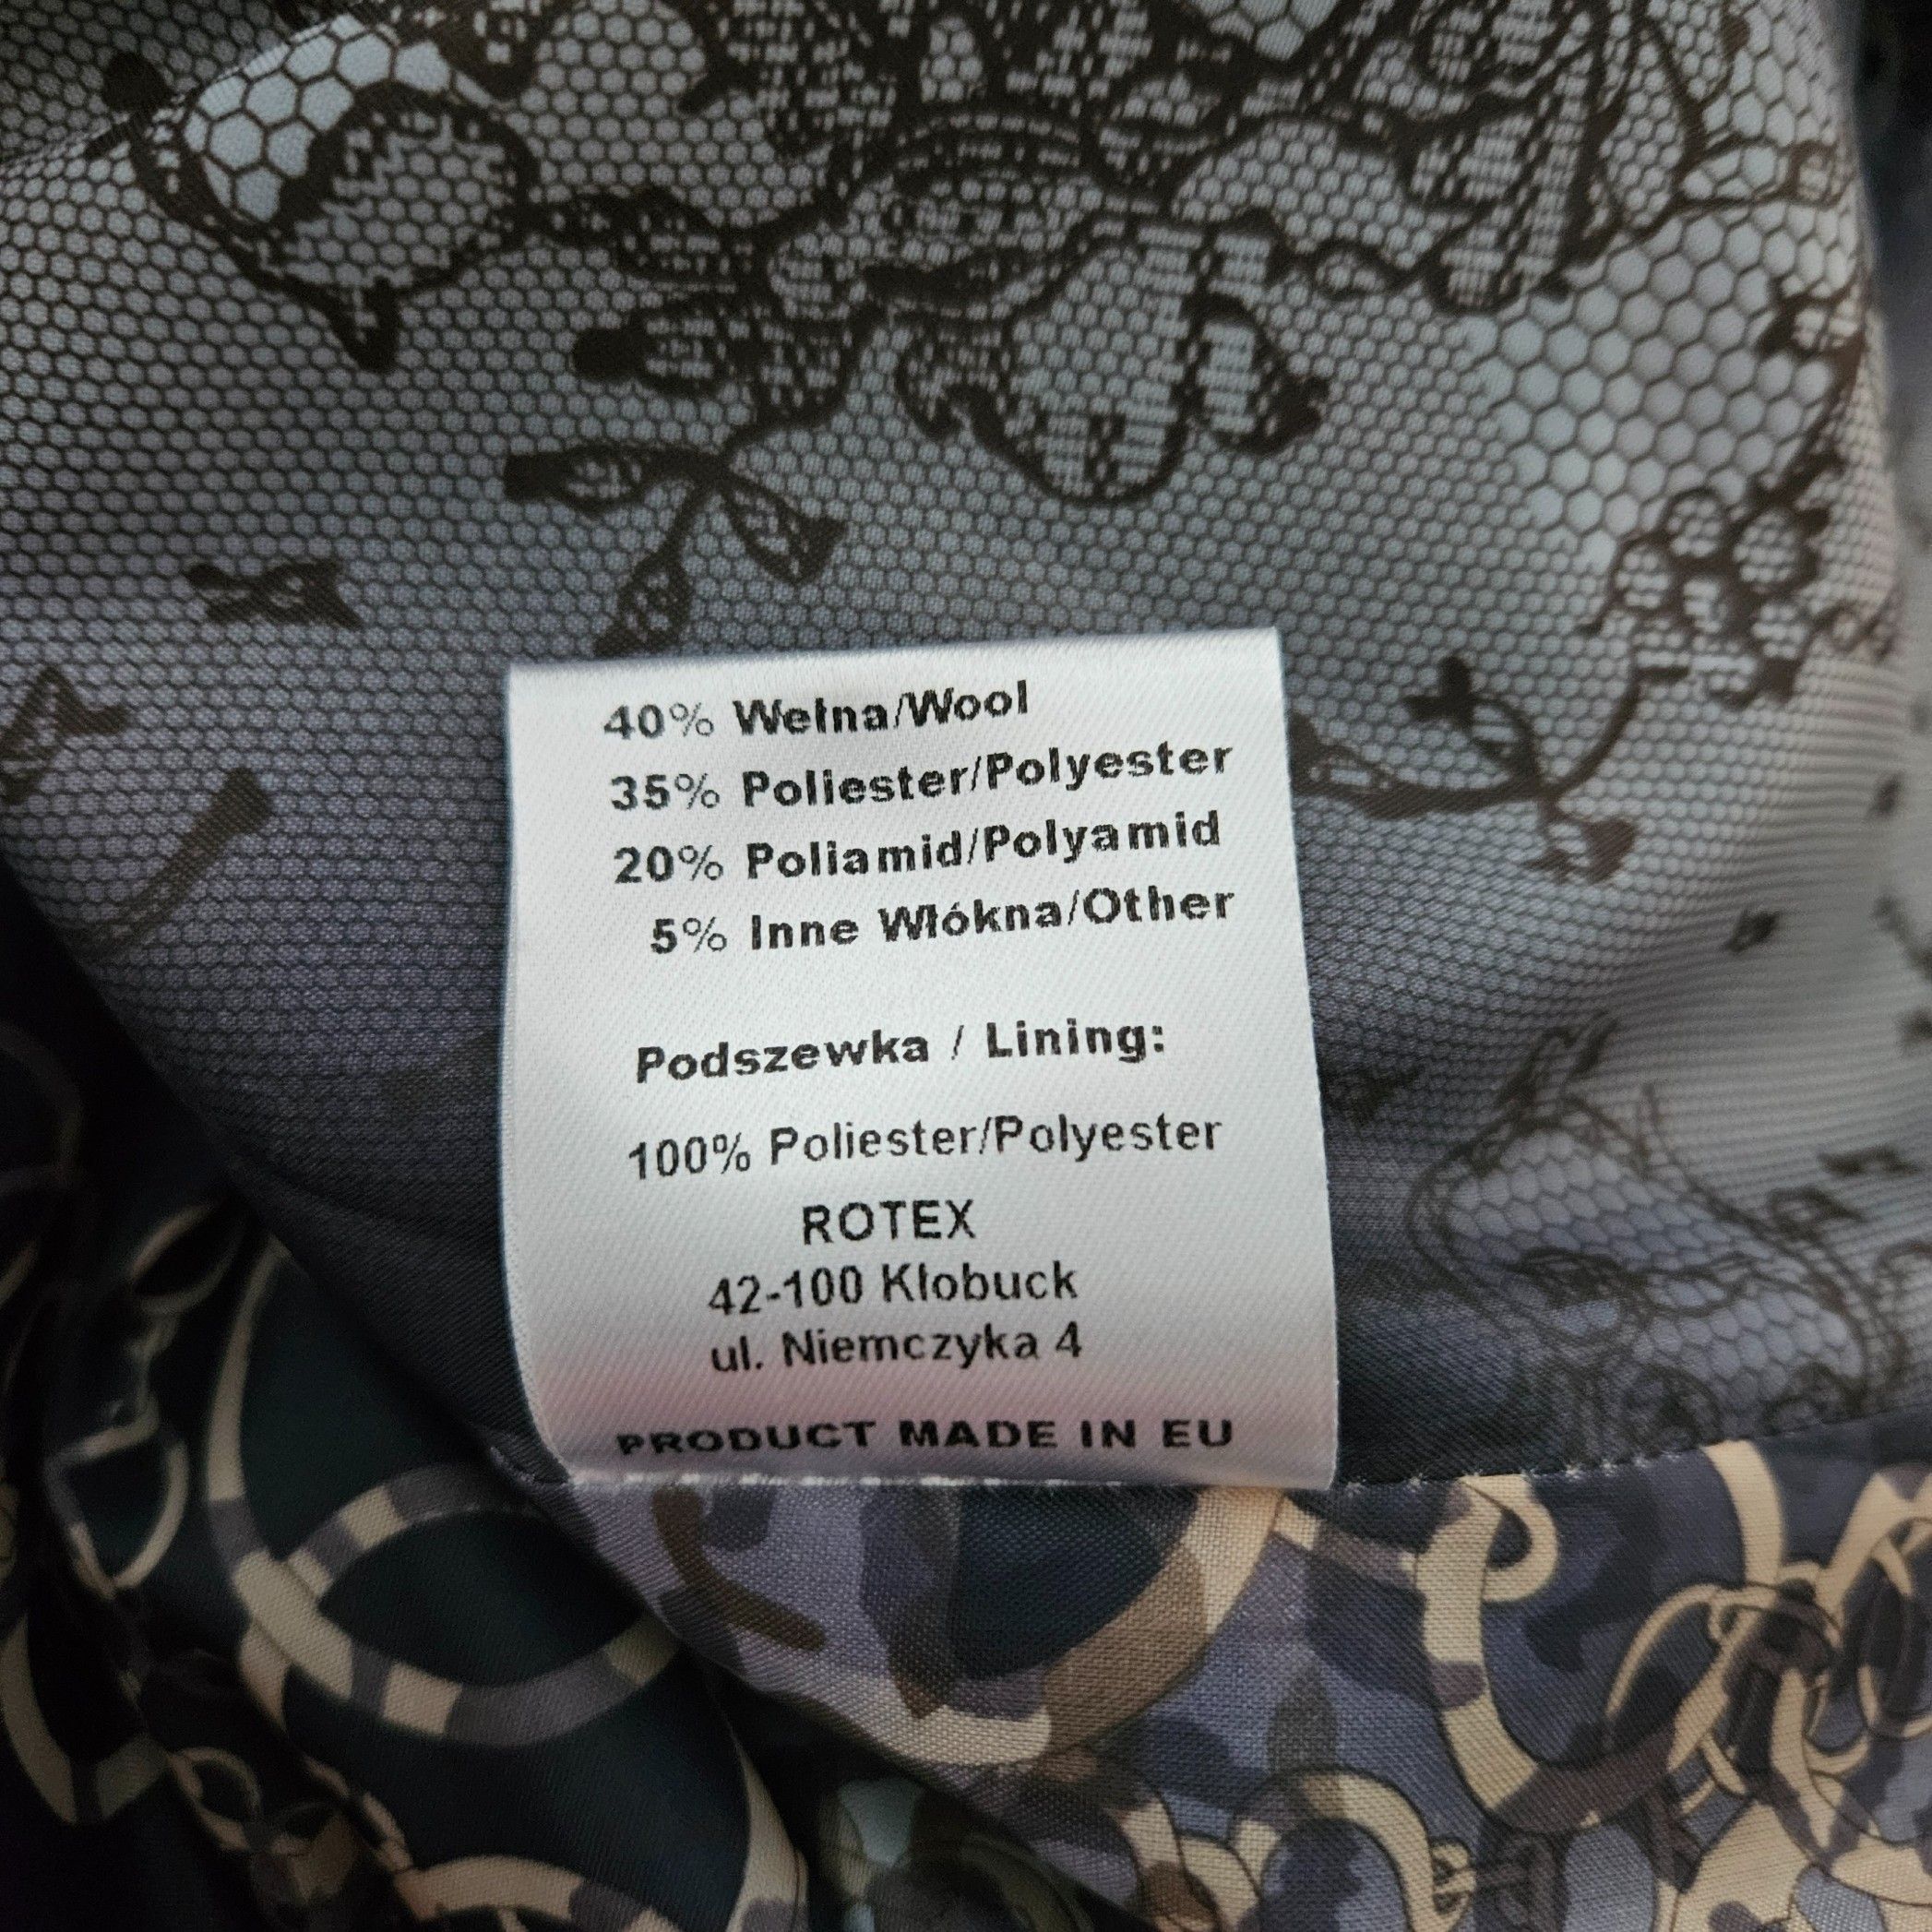 40% Wełna/Wool
35% Poliester/Polyester
20% Poliamid/Polyamid
5% Inne Włókna/Other
Podszewka / Lining:
100% Poliester/Polyester
ROTEX
42-100 Kłobuck
ul. Niemczyka 4
PRODUCT MADE IN EU